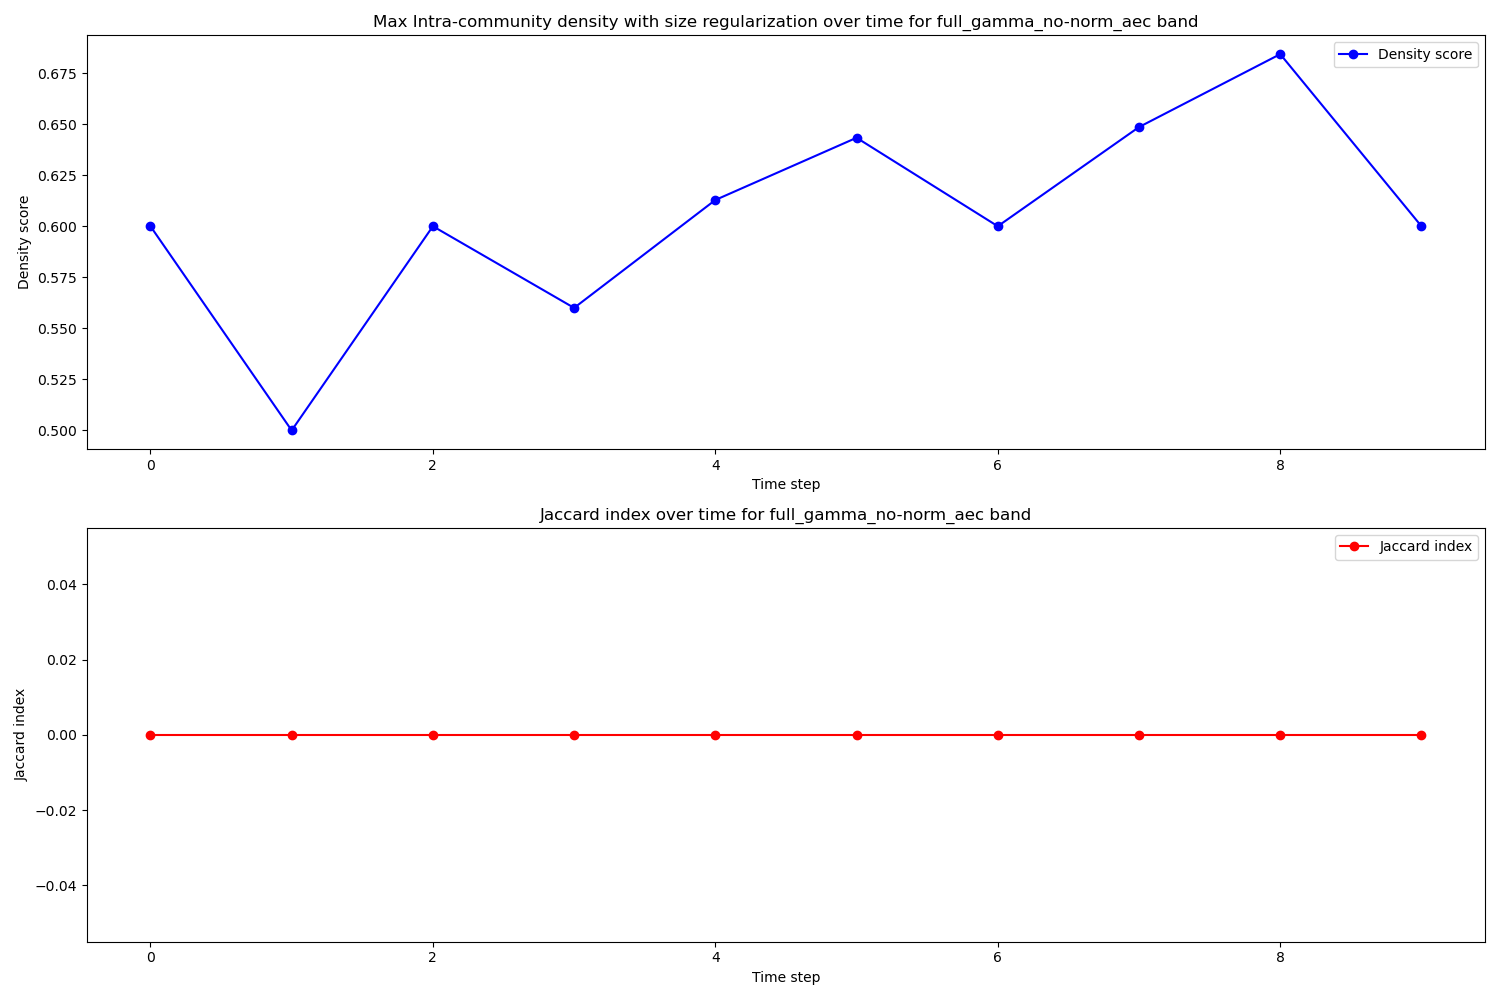 Max Intra-community density with size regularization over time for full_gamma_no-norm_aec band
Density score
0.675
0.650
0.625
0.600
0.575
0.550
0.525
0.500
Density score
0 2 4 6 8
Time step
Jaccard index over time for full_gamma_no-norm_aec band
Jaccard index
0.04
0.02
0.00
−0.02
−0.04
Jaccard index
0 2 4 6 8
Time step